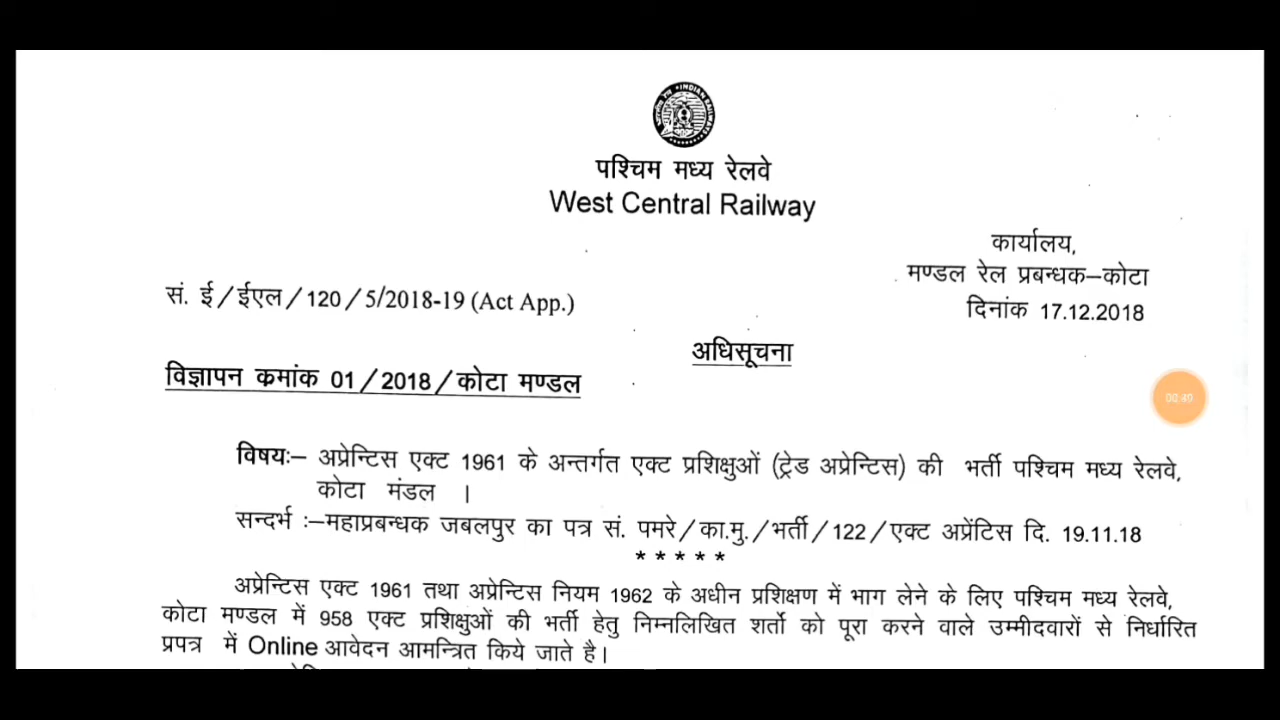 पश्चिम मध्य रेलवे
West Central Railway
कार्यालय,
मण्डल रेल प्रबन्धक–कोटा
सं. ई/ईएल/120/5/2018-19 (Act App.)
दिनांक 17.12.2018
अधिसूचना
विज्ञापन क्रमांक 01/2018/कोटा मण्डल
00:49
विषयः– अप्रेन्टिस एक्ट 1961 के अन्तर्गत एक्ट प्रशिक्षुओं (ट्रेड अप्रेन्टिस) की भर्ती पश्चिम मध्य रेलवे,
कोटा मंडल ।
सन्दर्भ :–महाप्रबन्धक जबलपुर का पत्र सं. पमरे/का.मु./भर्ती/122/एक्ट अप्रेंटिस दि. 19.11.18
* * * * *
अप्रेन्टिस एक्ट 1961 तथा अप्रेन्टिस नियम 1962 के अधीन प्रशिक्षण में भाग लेने के लिए पश्चिम मध्य रेलवे,
कोटा मण्डल में 958 एक्ट प्रशिक्षुओं की भर्ती हेतु निम्नलिखित शर्तो को पूरा करने वाले उम्मीदवारों से निर्धारित
प्रपत्र में Online आवेदन आमन्त्रित किये जाते है।